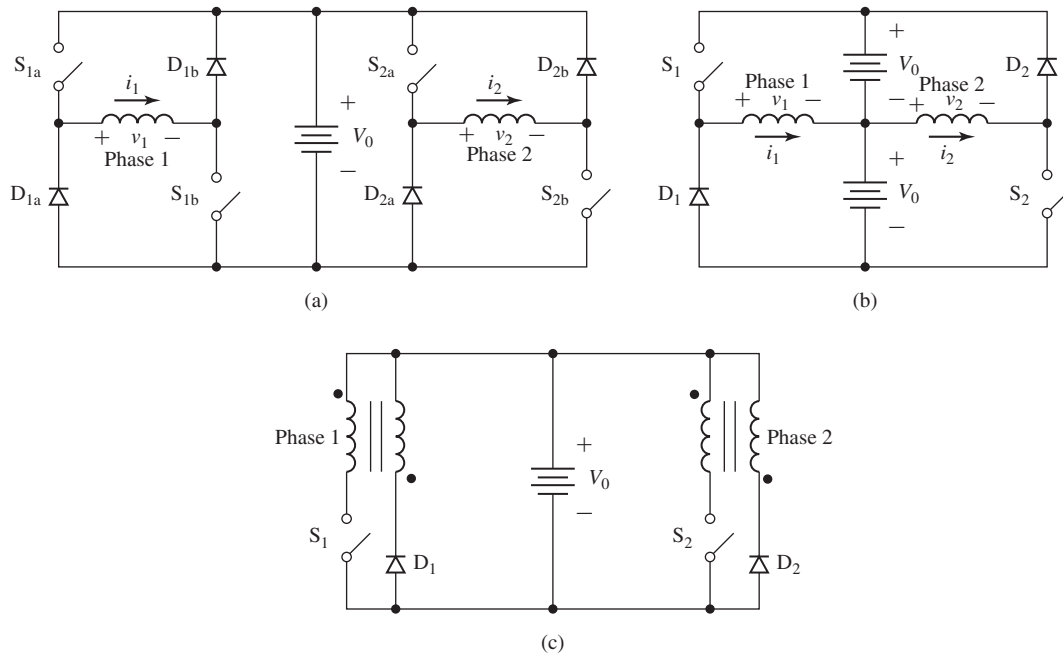 S1a
D1b
i1
+ v1 −
Phase 1
D1a
S1b
+
V0
−
S2a
D2b
i2
+ v2 −
Phase 2
D2a
S2b
(a)
S1
Phase 1
+ v1 −
i1
D1
+
V0
−
+
V0
−
Phase 2
+ v2 −
i2
D2
S2
(b)
Phase 1
S1
D1
+
V0
−
Phase 2
S2
D2
(c)